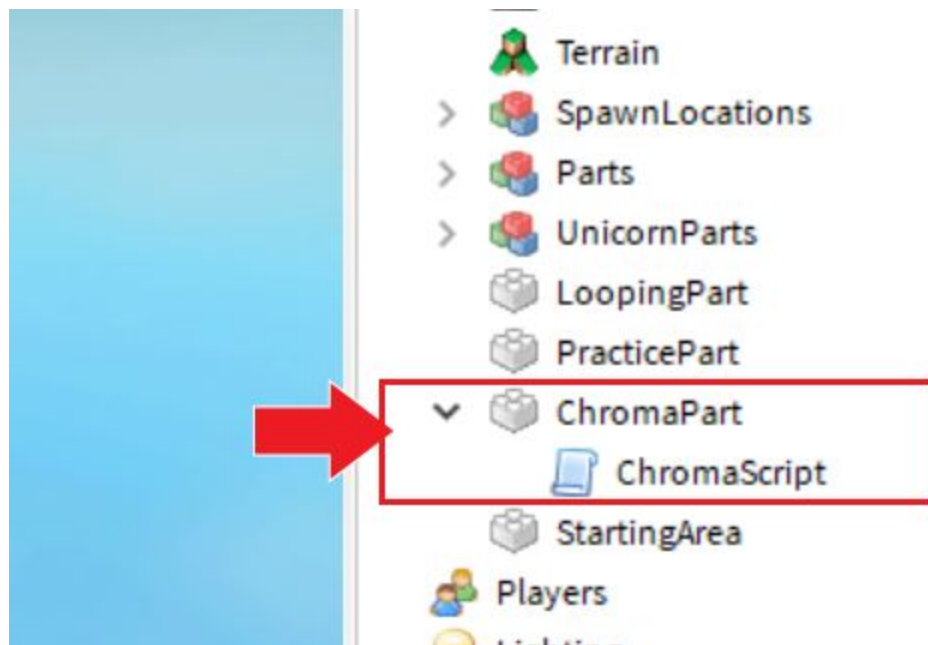 Terrain
SpawnLocations
Parts
UnicornParts
LoopingPart
PracticePart
ChromaPart
ChromaScript
StartingArea
Players